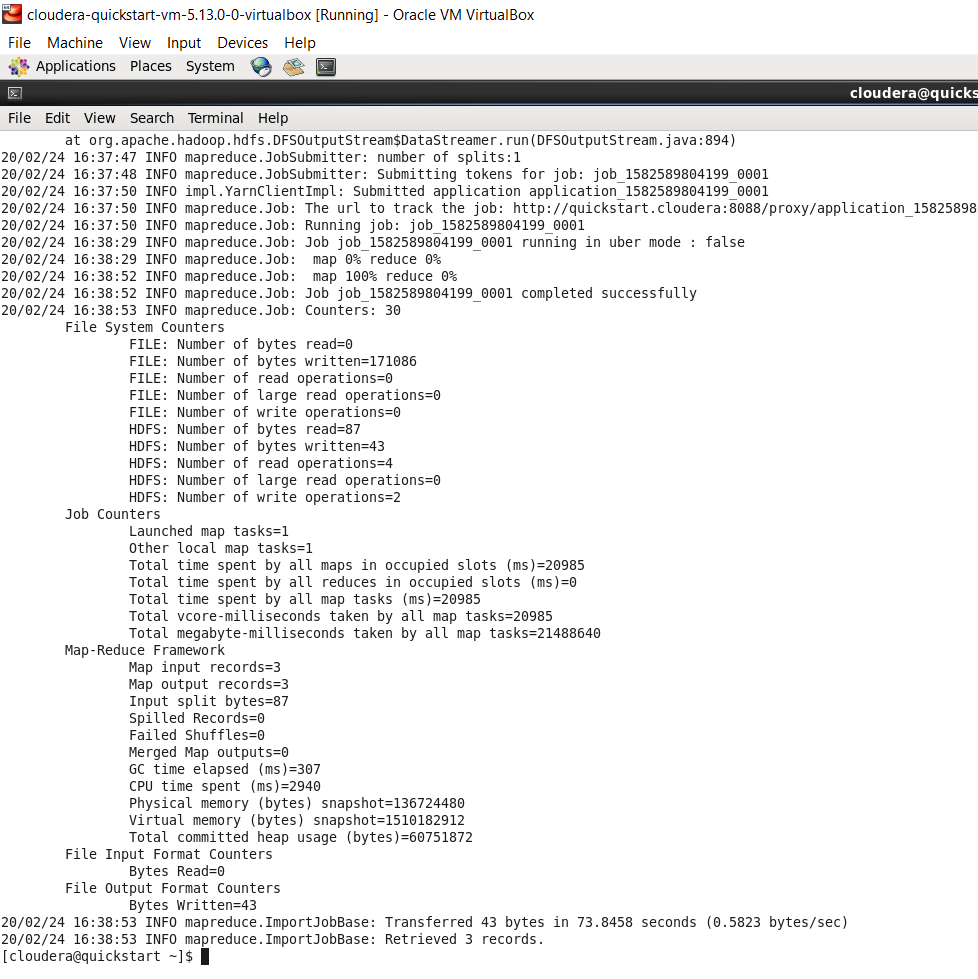 cloudera-quickstart-vm-5.13.0-0-virtualbox [Running] - Oracle VM VirtualBox
File Machine View Input Devices Help
Applications Places System
cloudera@quicks
File Edit View Search Terminal Help
at org.apache.hadoop.hdfs.DFSOutputStream$DataStreamer.run(DFSOutputStream.java:894)
20/02/24 16:37:47 INFO mapreduce.JobSubmitter: number of splits:1
20/02/24 16:37:48 INFO mapreduce.JobSubmitter: Submitting tokens for job: job_1582589804199_0001
20/02/24 16:37:50 INFO impl.YarnClientImpl: Submitted application application_1582589804199_0001
20/02/24 16:37:50 INFO mapreduce.Job: The url to track the job: http://quickstart.cloudera:8088/proxy/application_15825898
20/02/24 16:37:50 INFO mapreduce.Job: Running job: job_1582589804199_0001
20/02/24 16:38:29 INFO mapreduce.Job: Job job_1582589804199_0001 running in uber mode : false
20/02/24 16:38:29 INFO mapreduce.Job:  map 0% reduce 0%
20/02/24 16:38:52 INFO mapreduce.Job:  map 100% reduce 0%
20/02/24 16:38:52 INFO mapreduce.Job: Job job_1582589804199_0001 completed successfully
20/02/24 16:38:53 INFO mapreduce.Job: Counters: 30
File System Counters
FILE: Number of bytes read=0
FILE: Number of bytes written=171086
FILE: Number of read operations=0
FILE: Number of large read operations=0
FILE: Number of write operations=0
HDFS: Number of bytes read=87
HDFS: Number of bytes written=43
HDFS: Number of read operations=4
HDFS: Number of large read operations=0
HDFS: Number of write operations=2
Job Counters
Launched map tasks=1
Other local map tasks=1
Total time spent by all maps in occupied slots (ms)=20985
Total time spent by all reduces in occupied slots (ms)=0
Total time spent by all map tasks (ms)=20985
Total vcore-milliseconds taken by all map tasks=20985
Total megabyte-milliseconds taken by all map tasks=21488640
Map-Reduce Framework
Map input records=3
Map output records=3
Input split bytes=87
Spilled Records=0
Failed Shuffles=0
Merged Map outputs=0
GC time elapsed (ms)=307
CPU time spent (ms)=2940
Physical memory (bytes) snapshot=136724480
Virtual memory (bytes) snapshot=1510182912
Total committed heap usage (bytes)=60751872
File Input Format Counters
Bytes Read=0
File Output Format Counters
Bytes Written=43
20/02/24 16:38:53 INFO mapreduce.ImportJobBase: Transferred 43 bytes in 73.8458 seconds (0.5823 bytes/sec)
20/02/24 16:38:53 INFO mapreduce.ImportJobBase: Retrieved 3 records.
[cloudera@quickstart ~]$